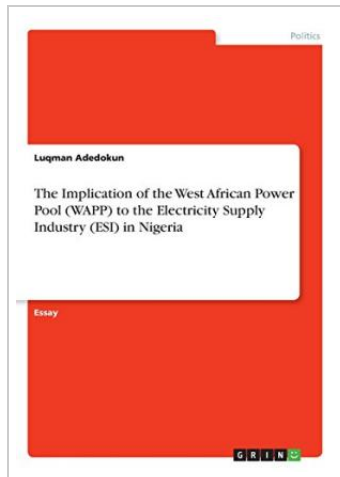 Politics
Luqman Adedokun
The Implication of the West African Power
Pool (WAPP) to the Electricity Supply
Industry (ESI) in Nigeria
Essay
GRIN